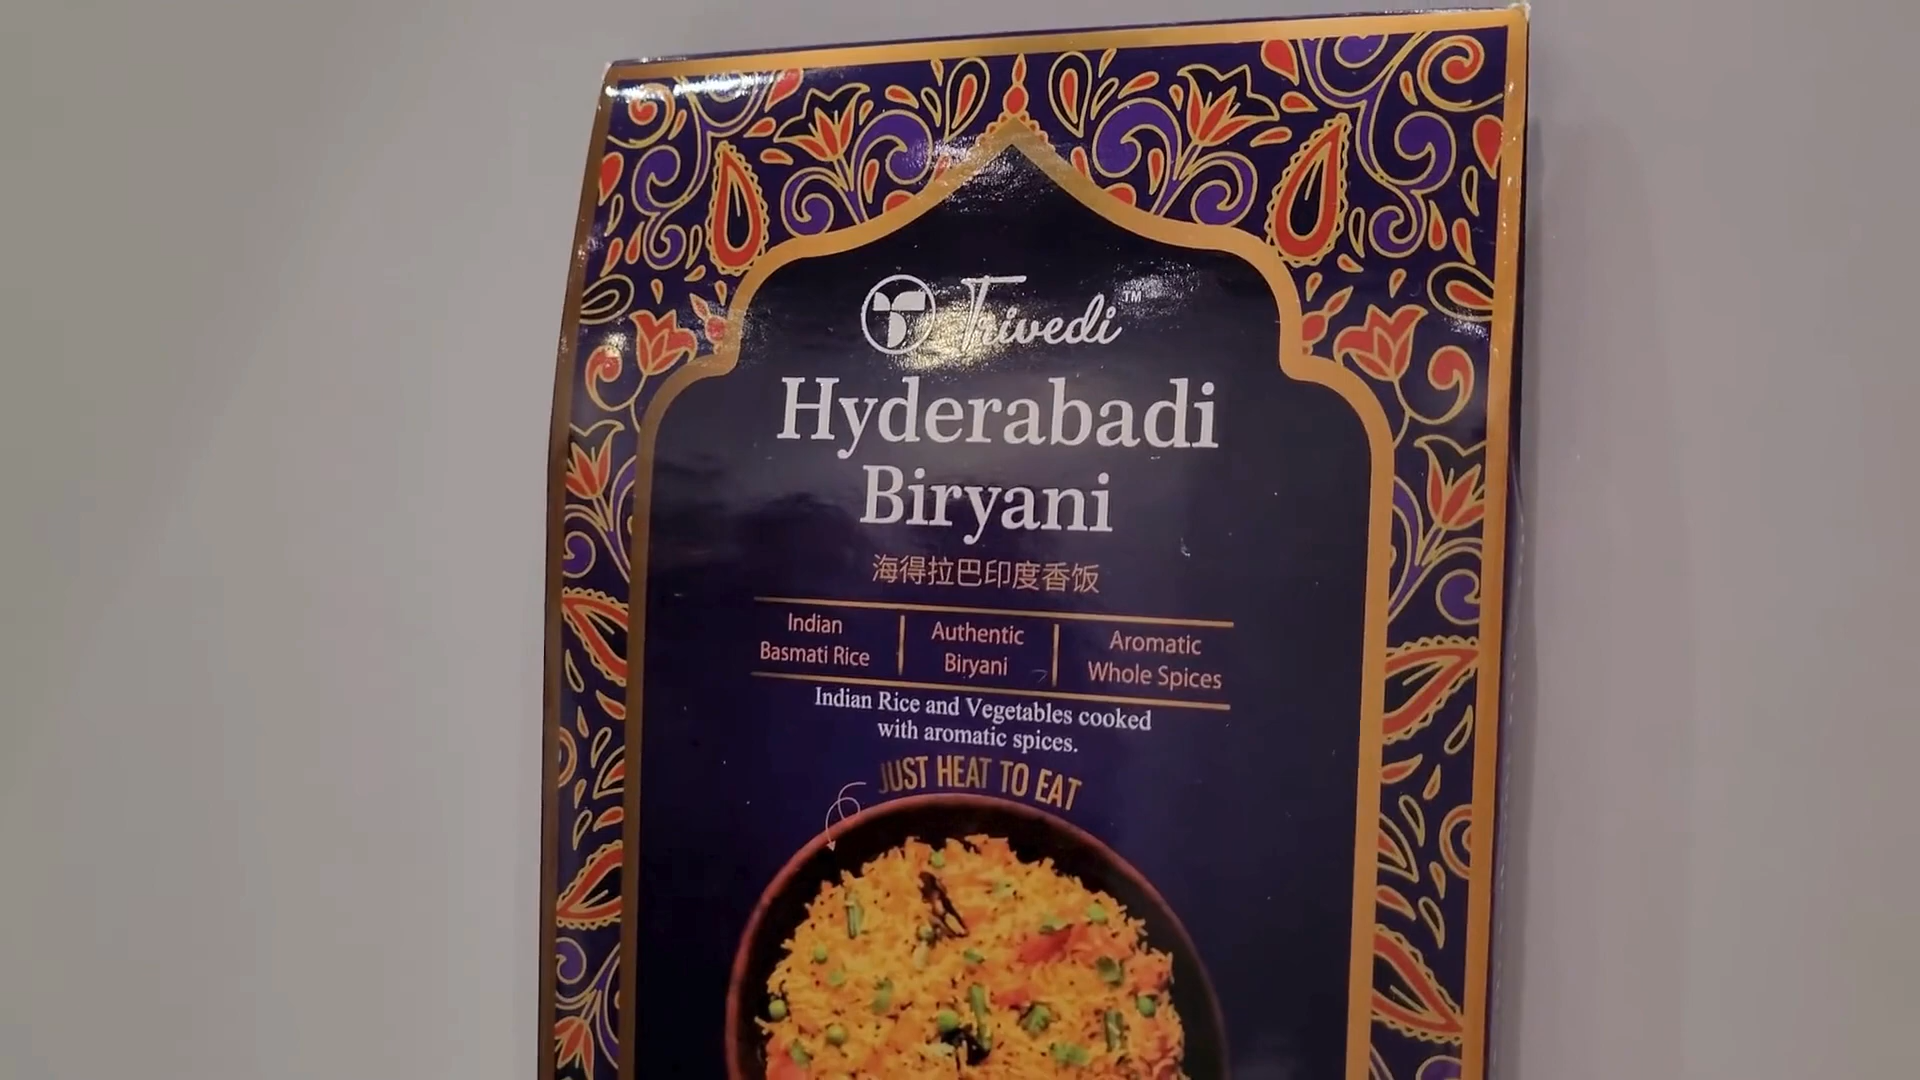 Trivedi™
Hyderabadi
Biryani
海得拉巴印度香饭
Indian
Basmati Rice
Authentic
Biryani
Aromatic
Whole Spices
Indian Rice and Vegetables cooked
with aromatic spices.
JUST HEAT TO EAT